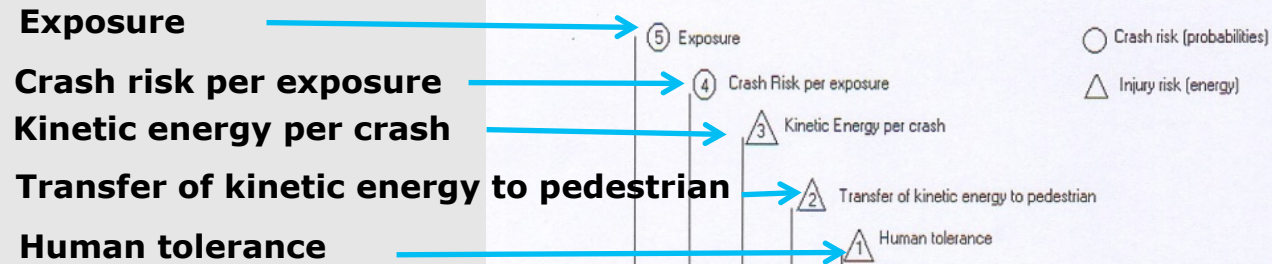 Exposure
5 Exposure
Crash risk (probabilities)
Crash risk per exposure
4 Crash Risk per exposure
Injury risk (energy)
Kinetic energy per crash
3 Kinetic Energy per crash
Transfer of kinetic energy to pedestrian
2 Transfer of kinetic energy to pedestrian
Human tolerance
1 Human tolerance